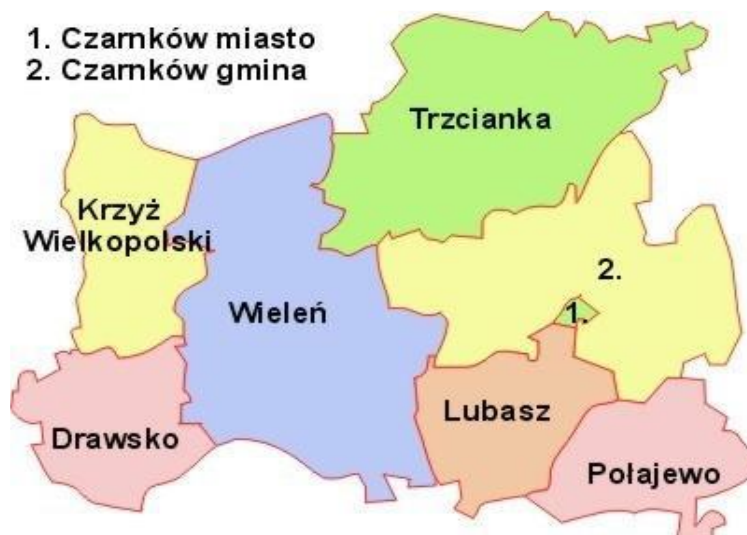 1. Czarnków miasto
2. Czarnków gmina
Trzcianka
Krzyż
Wielkopolski
2.
Wieleń
1.
Lubasz
Drawsko
Połajewo